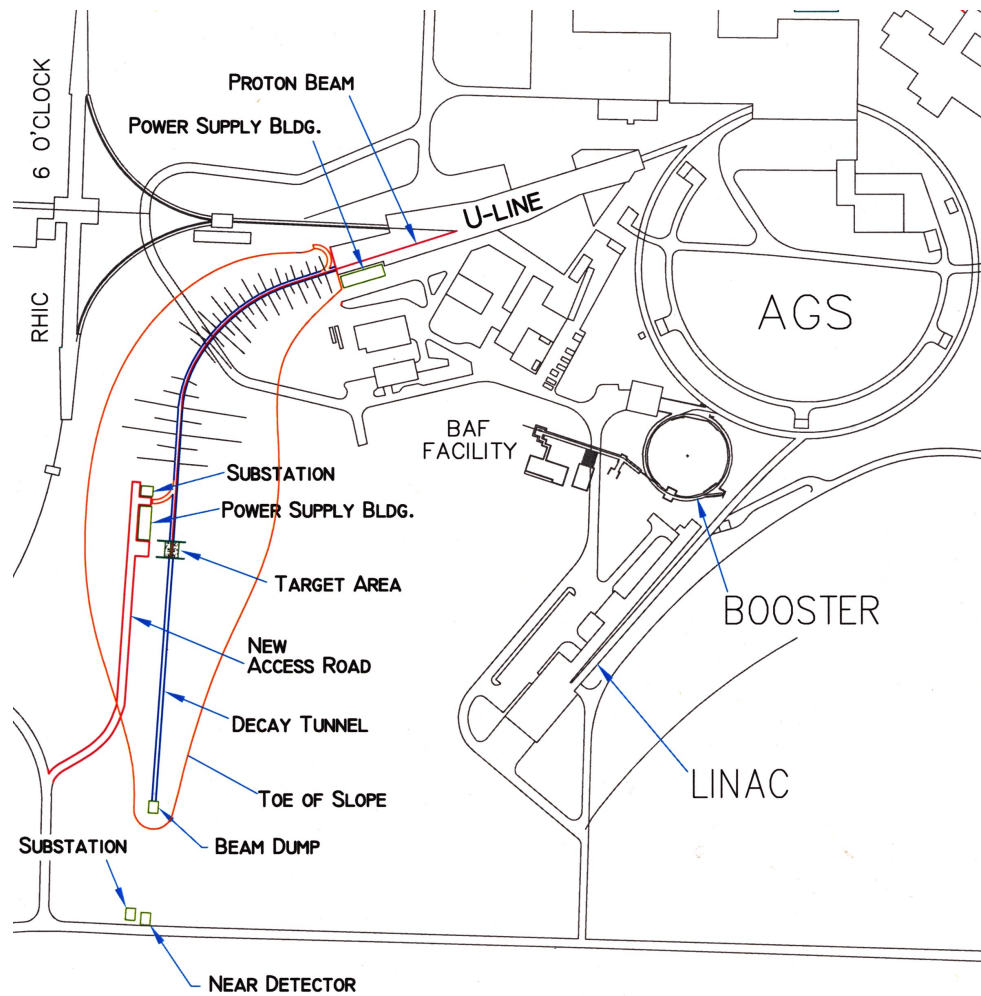 PROTON BEAM
POWER SUPPLY BLDG.
6 O'CLOCK
U-LINE
RHIC
AGS
BAF
FACILITY
SUBSTATION
POWER SUPPLY BLDG.
TARGET AREA
BOOSTER
NEW
ACCESS ROAD
DECAY TUNNEL
LINAC
TOE OF SLOPE
SUBSTATION
BEAM DUMP
NEAR DETECTOR